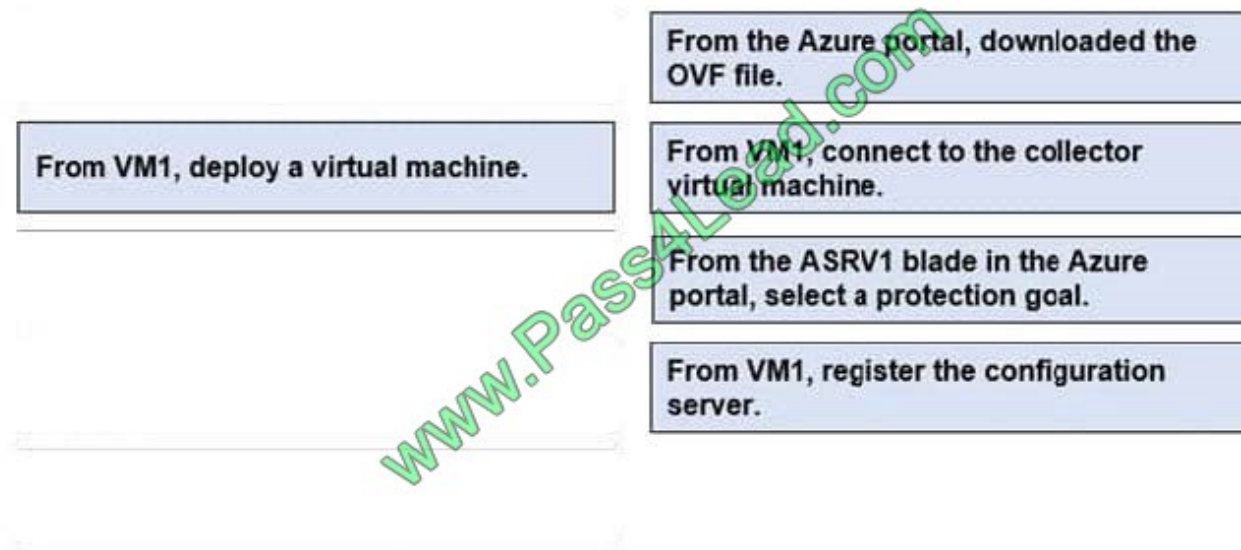 From the Azure portal, downloaded the
OVF file.
From VM1, deploy a virtual machine.
From VM1, connect to the collector
virtual machine.
From the ASRV1 blade in the Azure
portal, select a protection goal.
From VM1, register the configuration
server.
www.Pass4Lead.com